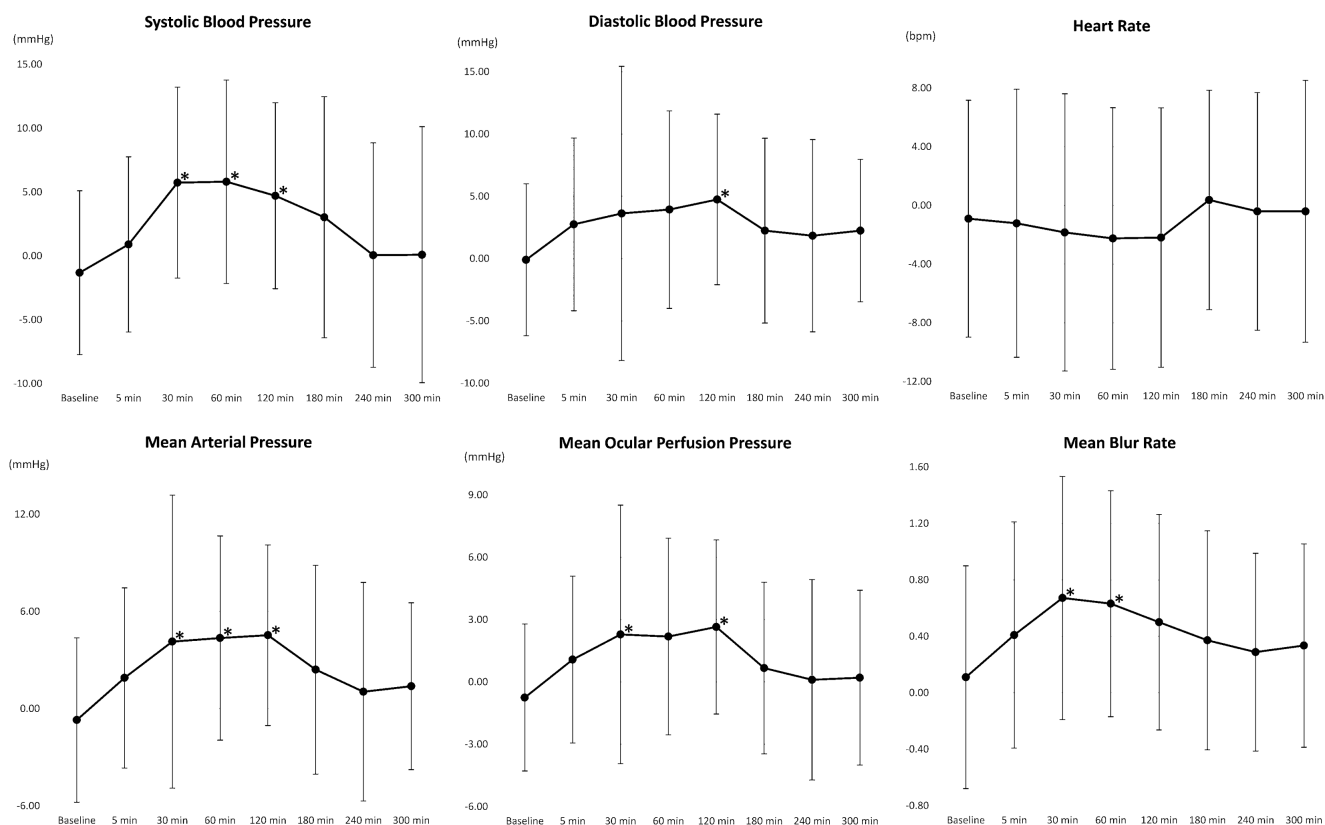 Systolic Blood Pressure
(mmHg)
15.00
10.00
5.00
0.00
-5.00
-10.00
Baseline 5 min 30 min 60 min 120 min 180 min 240 min 300 min
* * *
Diastolic Blood Pressure
(mmHg)
15.00
10.00
5.00
0.00
-5.00
-10.00
Baseline 5 min 30 min 60 min 120 min 180 min 240 min 300 min
*
Heart Rate
(bpm)
8.00
4.00
0.00
-4.00
-8.00
-12.00
Baseline 5 min 30 min 60 min 120 min 180 min 240 min 300 min
Mean Arterial Pressure
(mmHg)
12.00
6.00
0.00
-6.00
Baseline 5 min 30 min 60 min 120 min 180 min 240 min 300 min
* * *
Mean Ocular Perfusion Pressure
(mmHg)
9.00
6.00
3.00
0.00
-3.00
-6.00
Baseline 5 min 30 min 60 min 120 min 180 min 240 min 300 min
* *
Mean Blur Rate
1.60
1.20
0.80
0.40
0.00
-0.40
-0.80
Baseline 5 min 30 min 60 min 120 min 180 min 240 min 300 min
* *